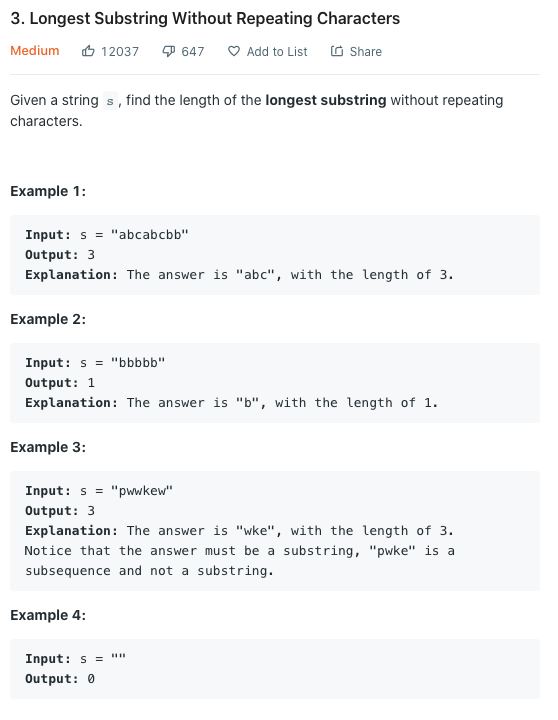 3. Longest Substring Without Repeating Characters
Medium 12037 647 Add to List Share
Given a string s, find the length of the longest substring without repeating
characters.
Example 1:
Input: s = "abcabcbb"
Output: 3
Explanation: The answer is "abc", with the length of 3.
Example 2:
Input: s = "bbbbb"
Output: 1
Explanation: The answer is "b", with the length of 1.
Example 3:
Input: s = "pwwkew"
Output: 3
Explanation: The answer is "wke", with the length of 3.
Notice that the answer must be a substring, "pwke" is a
subsequence and not a substring.
Example 4:
Input: s = ""
Output: 0